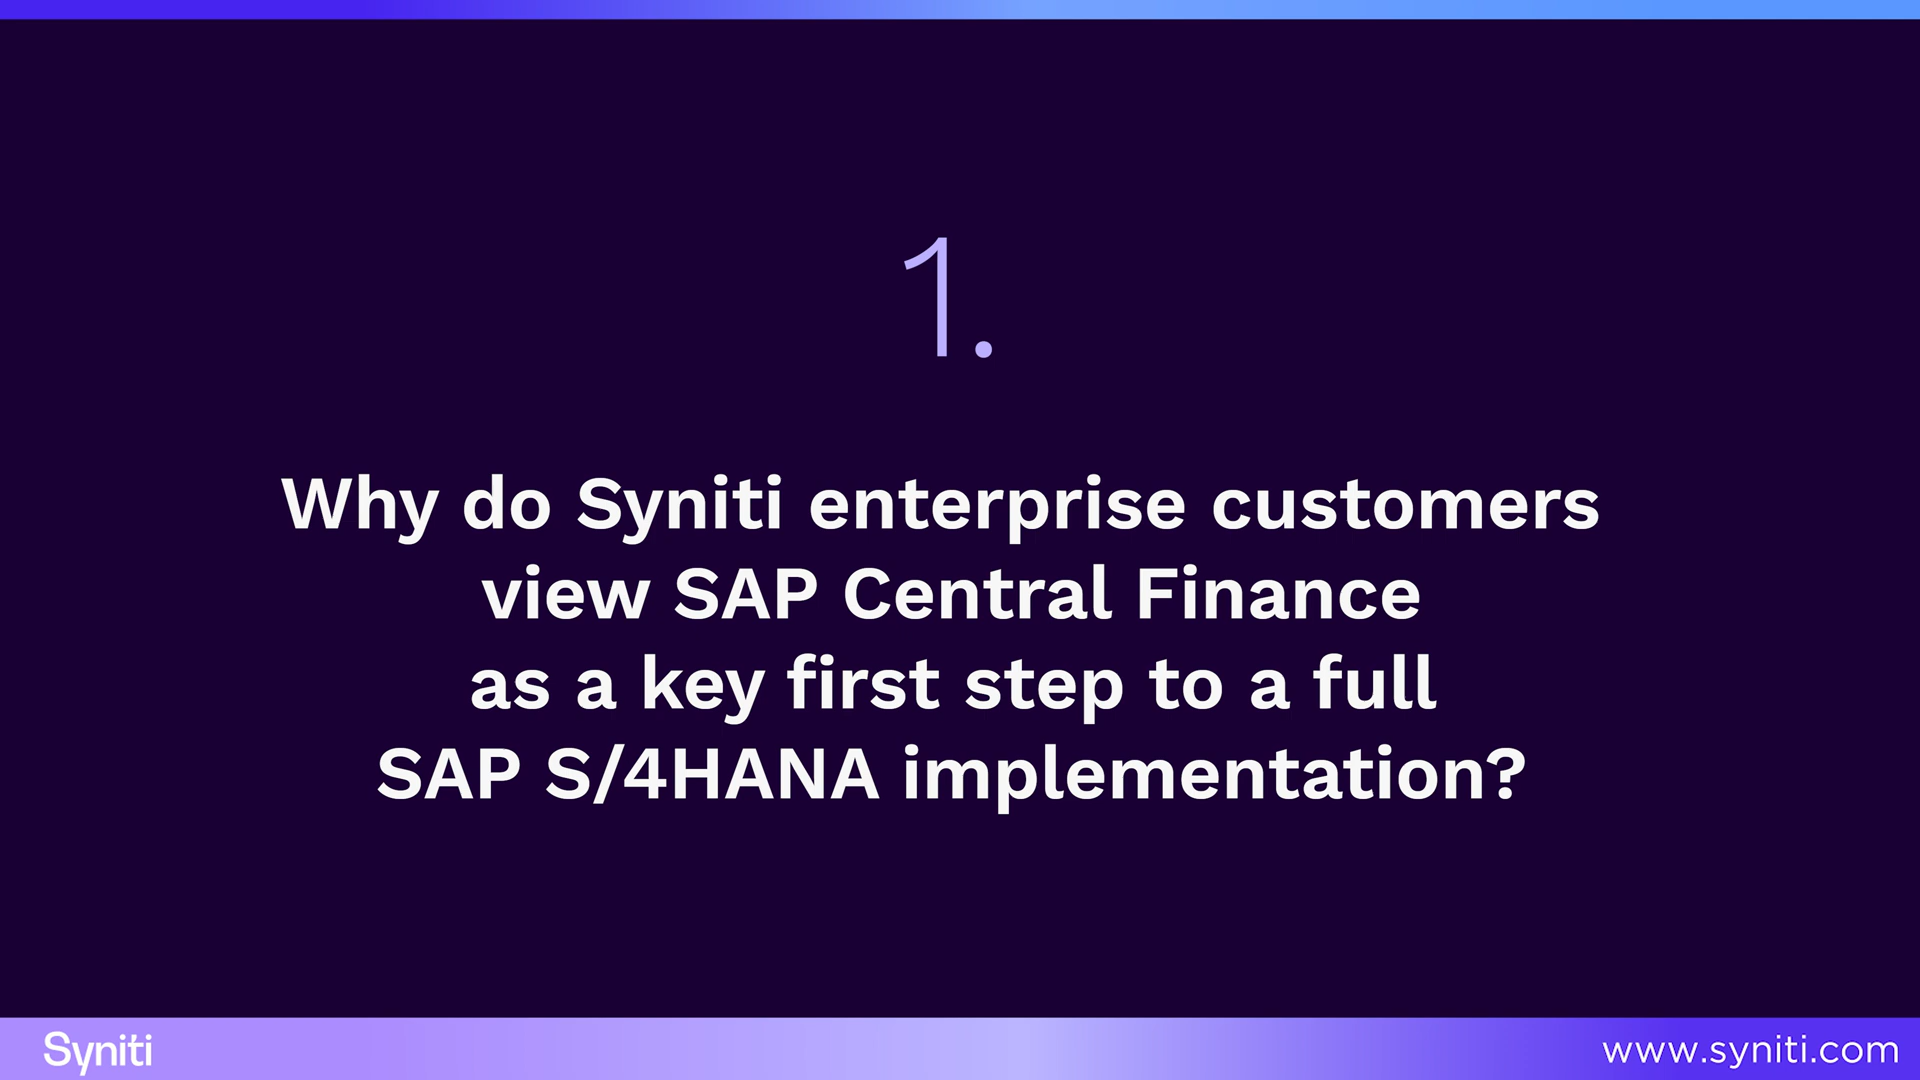 1.
Why do Syniti enterprise customers
view SAP Central Finance
as a key first step to a full
SAP S/4HANA implementation?
Syniti
www.syniti.com